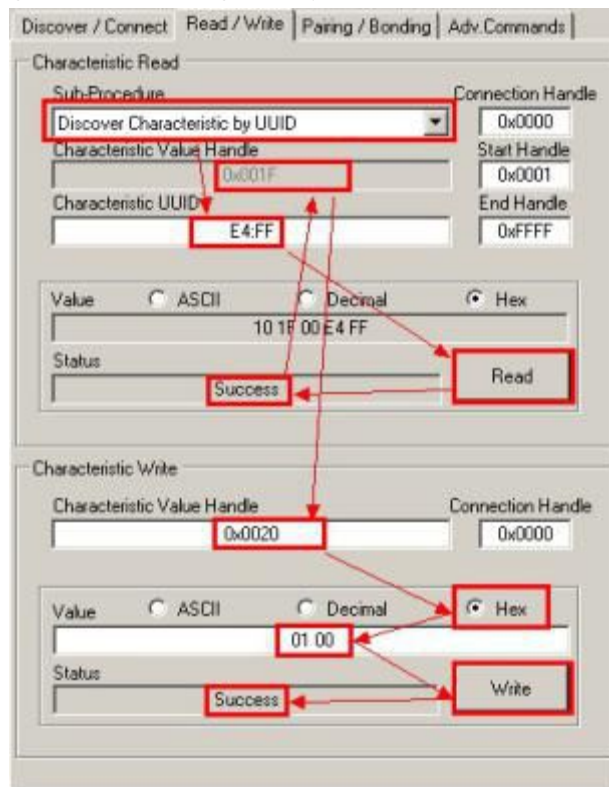 Discover / Connect Read / Write Pairing / Bonding Adv.Commands
Characteristic Read
Sub-Procedure Connection Handle
Discover Characteristic by UUID 0x0000
Characteristic Value Handle Start Handle
0x001F 0x0001
Characteristic UUID End Handle
E4:FF 0xFFFF
Value ASCII Decimal Hex
10 1F 00 E4 FF
Status
Success Read
Characteristic Write
Characteristic Value Handle Connection Handle
0x0020 0x0000
Value ASCII Decimal Hex
01 00
Status
Success Write